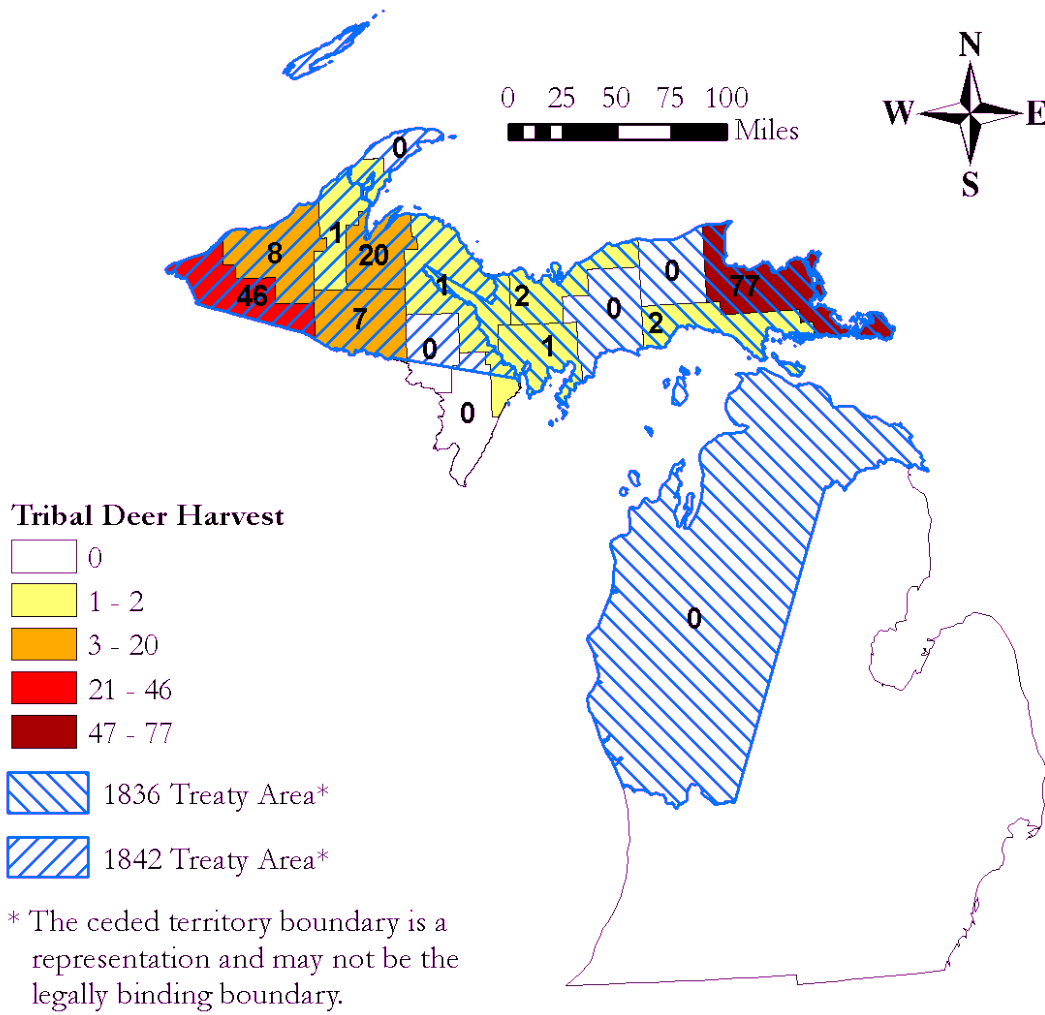 N
0 25 50 75 100
Miles
W E
S
0
1
20
8
46
7
1
2
0
0
77
0
1
2
0
0
Tribal Deer Harvest
0
1 - 2
3 - 20
21 - 46
47 - 77
1836 Treaty Area*
1842 Treaty Area*
* The ceded territory boundary is a
representation and may not be the
legally binding boundary.